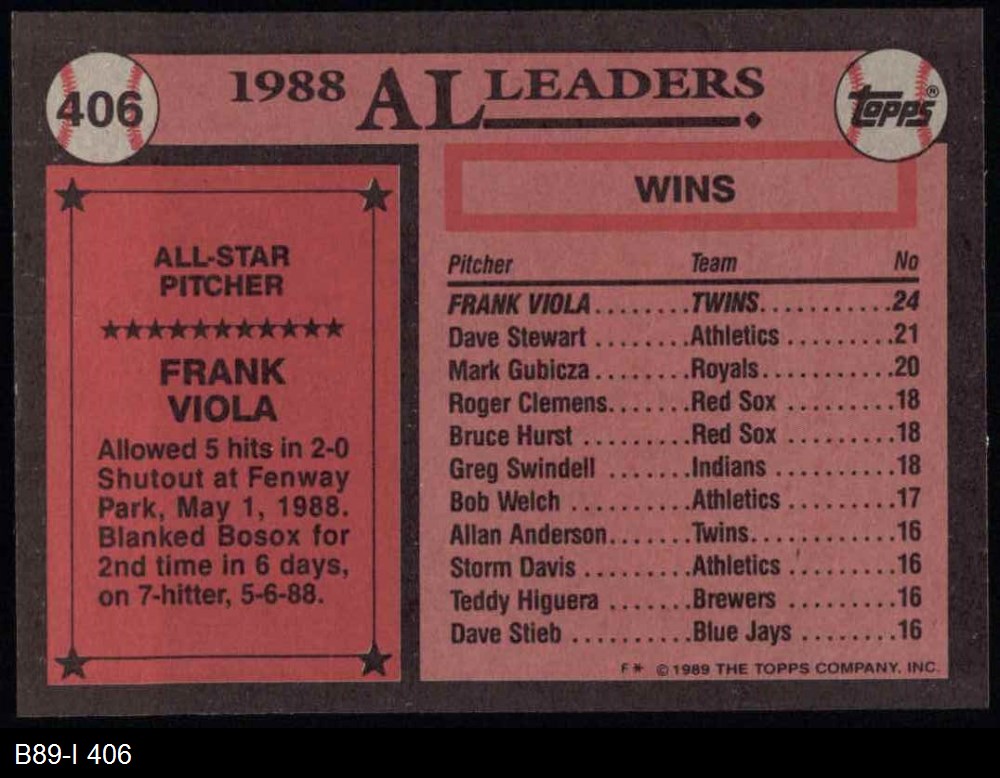 406
1988 AL LEADERS
topps®
ALL-STAR
PITCHER
FRANK
VIOLA
Allowed 5 hits in 2-0
Shutout at Fenway
Park, May 1, 1988.
Blanked Bosox for
2nd time in 6 days,
on 7-hitter, 5-6-88.
WINS
Pitcher Team No
FRANK VIOLA........TWINS............24
Dave Stewart ........Athletics ........21
Mark Gubicza........Royals...........20
Roger Clemens.......Red Sox .........18
Bruce Hurst .........Red Sox .........18
Greg Swindell .......Indians .........18
Bob Welch ..........Athletics ........17
Allan Anderson.......Twins............16
Storm Davis .........Athletics ........16
Teddy Higuera .......Brewers .........16
Dave Stieb ..........Blue Jays ........16
F* ©1989 THE TOPPS COMPANY, INC.
B89-I 406